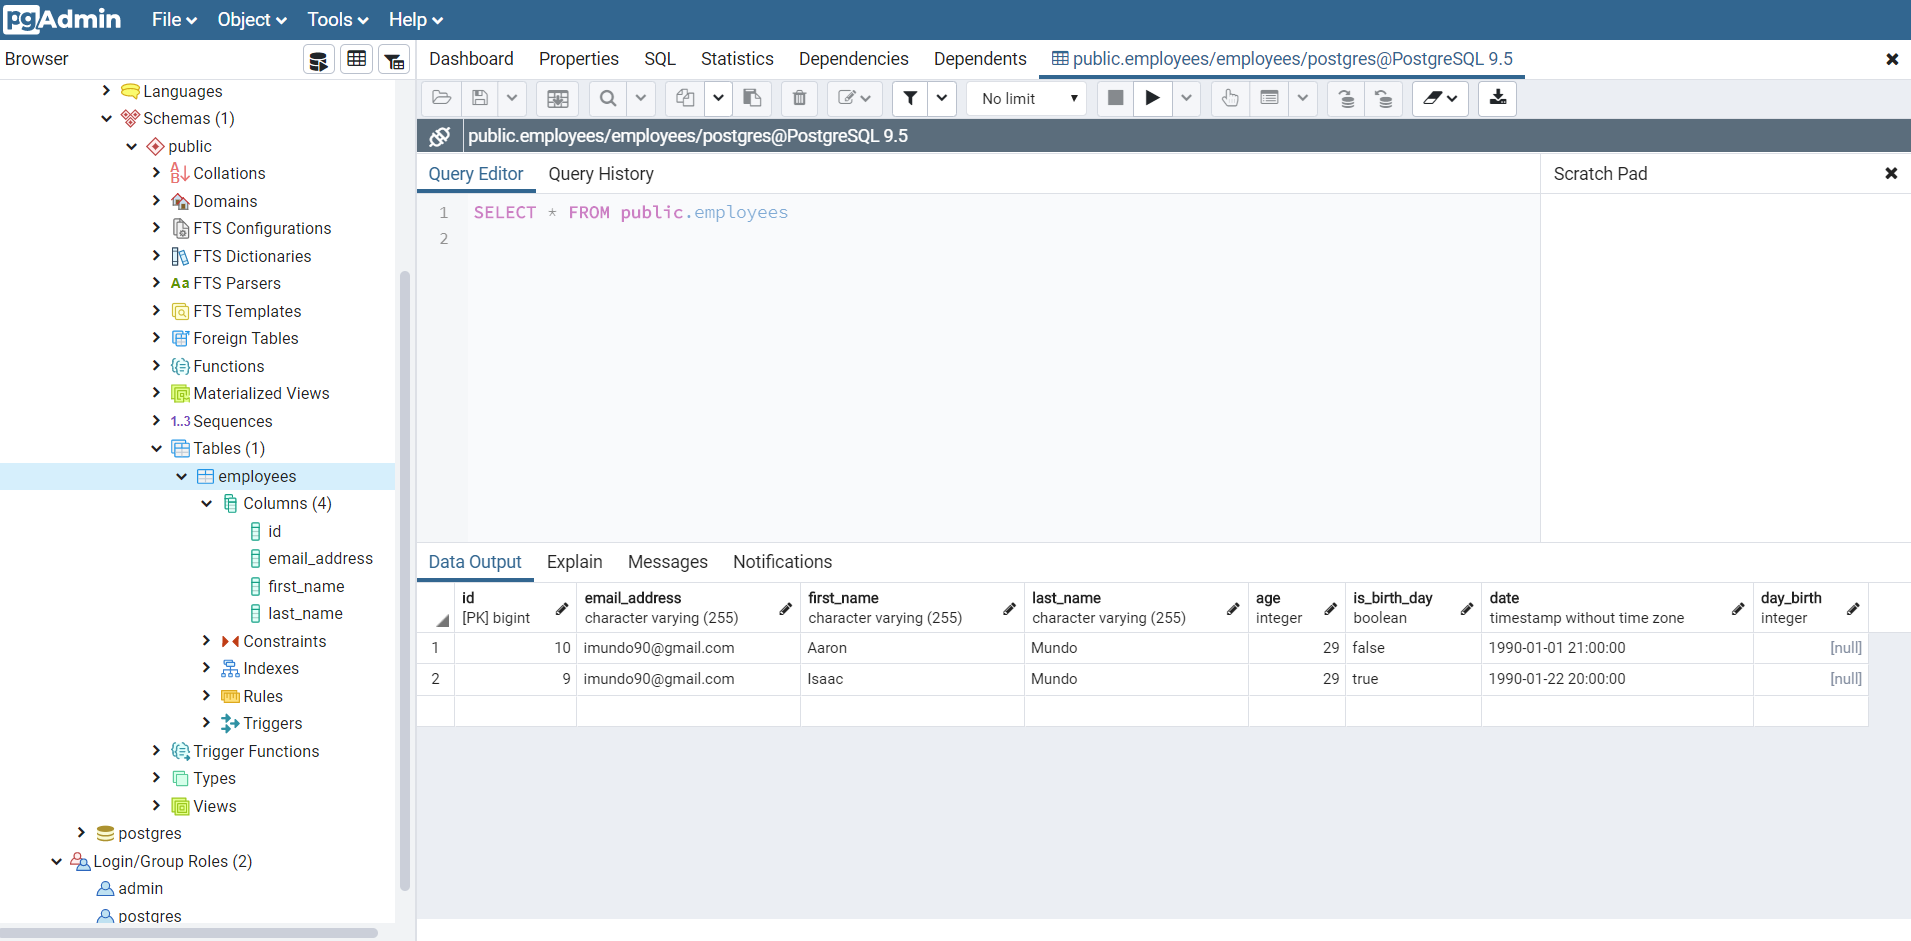 pgAdmin File Object Tools Help
Browser
Dashboard Properties SQL Statistics Dependencies Dependents public.employees/employees/postgres@PostgreSQL 9.5
No limit
public.employees/employees/postgres@PostgreSQL 9.5
Query Editor Query History
Scratch Pad
1 SELECT * FROM public.employees
2
Languages
Schemas (1)
public
Collations
Domains
FTS Configurations
FTS Dictionaries
Aa FTS Parsers
FTS Templates
Foreign Tables
Functions
Materialized Views
1..3 Sequences
Tables (1)
employees
Columns (4)
id
email_address
first_name
last_name
Constraints
Indexes
Rules
Triggers
Trigger Functions
Types
Views
postgres
Login/Group Roles (2)
admin
postgres
Data Output Explain Messages Notifications
id email_address first_name last_name age is_birth_day date day_birth
[PK] bigint character varying (255) character varying (255) character varying (255) integer boolean timestamp without time zone integer
1 10 imundo90@gmail.com Aaron Mundo 29 false 1990-01-01 21:00:00 [null]
2 9 imundo90@gmail.com Isaac Mundo 29 true 1990-01-22 20:00:00 [null]